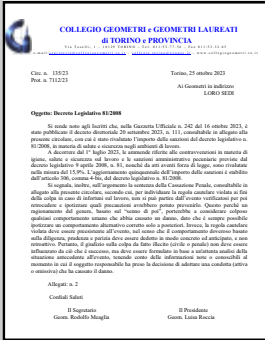 COLLEGIO GEOMETRI e GEOMETRI LAUREATI
di TORINO e PROVINCIA
Circ. n. 135/23
Prot. n. 7112/23
Torino, 25 ottobre 2023
Ai Geometri in indirizzo
LORO SEDI
Oggetto: Decreto Legislativo 81/2008
Si rende noto agli Iscritti che, nella Gazzetta Ufficiale n. 242 del 16 ottobre 2023, è
stato pubblicato il decreto direttoriale 20 settembre 2023, n. 111, consultabile in allegato alla
presente circolare, con cui è stato rivalutato l'importo delle sanzioni del decreto legislativo n.
81/2008, in materia di salute e sicurezza negli ambienti di lavoro.
A decorrere dal 1° luglio 2023, le ammende riferite alle contravvenzioni in materia di
igiene, salute e sicurezza sul lavoro e le sanzioni amministrative pecuniarie previste dal
decreto legislativo 9 aprile 2008, n. 81, nonché da atti aventi forza di legge, sono rivalutate
nella misura del 15,9%. L'aggiornamento quinquennale dell'importo delle sanzioni è stabilito
dall'articolo 306, comma 4-bis, del decreto legislativo n. 81/2008.
Si segnala, inoltre, sull'argomento la sentenza della Cassazione Penale, consultabile in
allegato alla presente circolare, secondo cui, per individuare la regola cautelare violata ai fini
della colpa in caso di infortuni sul lavoro, non si può partire dall'evento verificatosi per poi
retrocedere e ipotizzare quali precauzioni avrebbero potuto prevenirlo. Questo perché un
ragionamento del genere, basato sul "senno di poi", porterebbe a considerare colposo
qualsiasi comportamento umano che abbia causato un danno, dato che è sempre possibile
ipotizzare un comportamento alternativo corretto solo a posteriori. Invece, la regola cautelare
violata deve essere preesistente all'evento, nel senso che il comportamento doveroso basato
sulla diligenza, prudenza e perizia deve essere dedotto in modo concreto ed anticipato, e non
retroattivo. Pertanto, il giudizio sulla colpa da fatto illecito (civile o penale) non deve essere
influenzato da ciò che è successo, ma deve essere formulato in base a un'attenta analisi della
situazione antecedente all'evento, tenendo conto delle informazioni note o conoscibili al
momento in cui il soggetto responsabile ha preso la decisione di adottare una condotta (attiva
o omissiva) che ha causato il danno.
Allegati: n. 2
Cordiali Saluti
Il Segretario
Geom. Rodolfo Meaglia
Il Presidente
Geom. Luisa Roccia